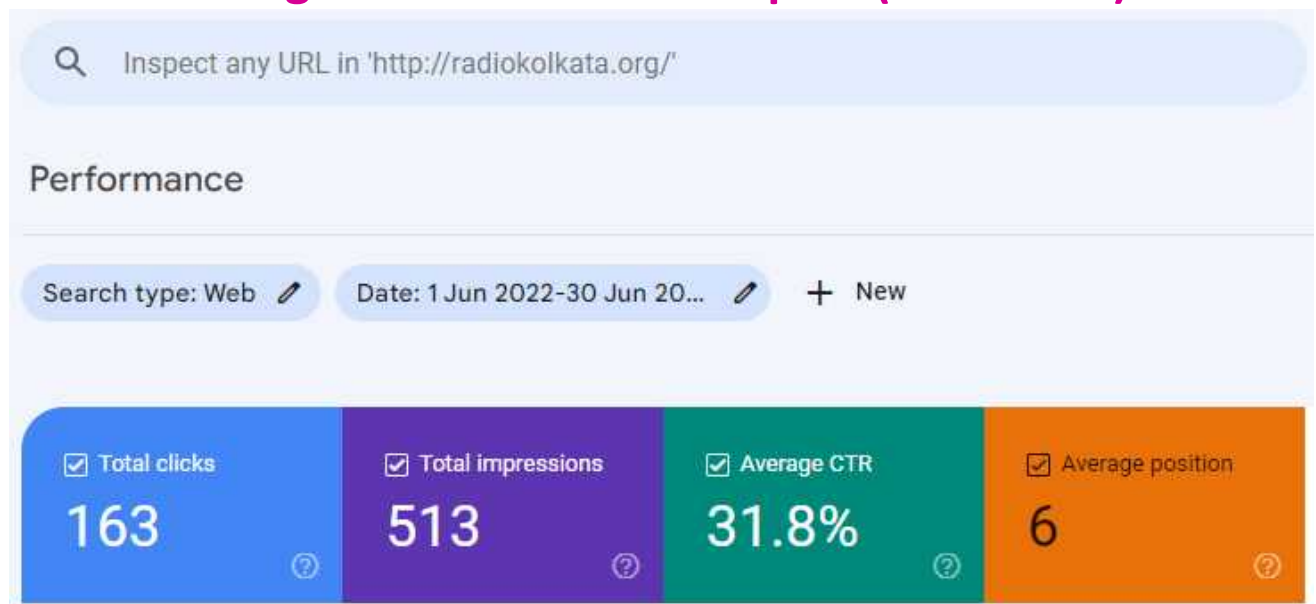 Inspect any URL in 'http://radiokolkata.org/'
Performance
Search type: Web Date: 1 Jun 2022-30 Jun 20... + New
Total clicks Total impressions Average CTR Average position
163 513 31.8% 6